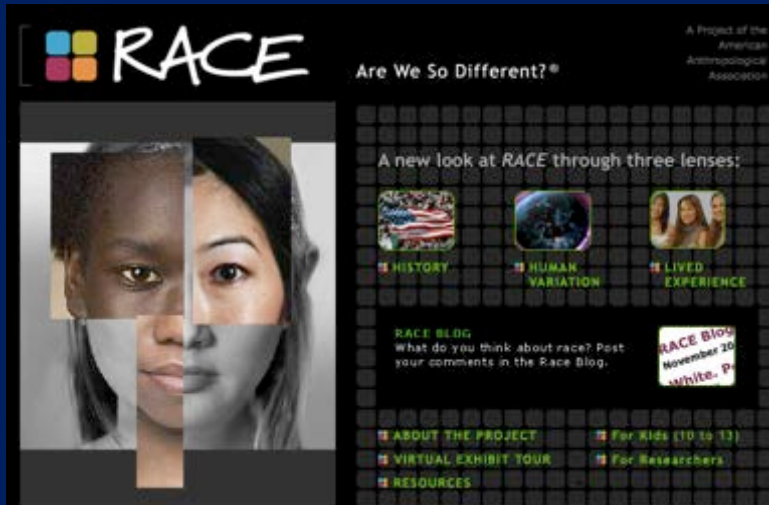 RACE
Are We So Different?®
A Project of the
American
Anthropological
Association
A new look at RACE through three lenses:
HISTORY
HUMAN
VARIATION
LIVED
EXPERIENCE
RACE BLOG
What do you think about race? Post
your comments in the Race Blog.
RACE Blog
November 20
White. P
ABOUT THE PROJECT
For Kids (10 to 13)
VIRTUAL EXHIBIT TOUR
For Researchers
RESOURCES